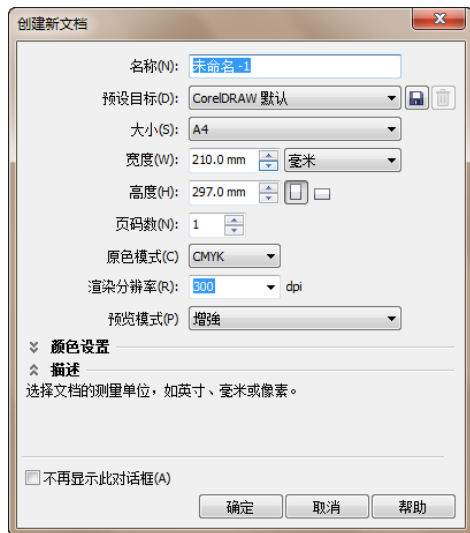 创建新文档
名称(N): 未命名 -1
预设目标(D): CorelDRAW 默认
大小(S): A4
宽度(W): 210.0 mm 毫米
高度(H): 297.0 mm
页码数(N): 1
原色模式(C) CMYK
渲染分辨率(R): 300 dpi
预览模式(P) 增强
颜色设置
描述
选择文档的测量单位，如英寸、毫米或像素。
不再显示此对话框(A)
确定 取消 帮助